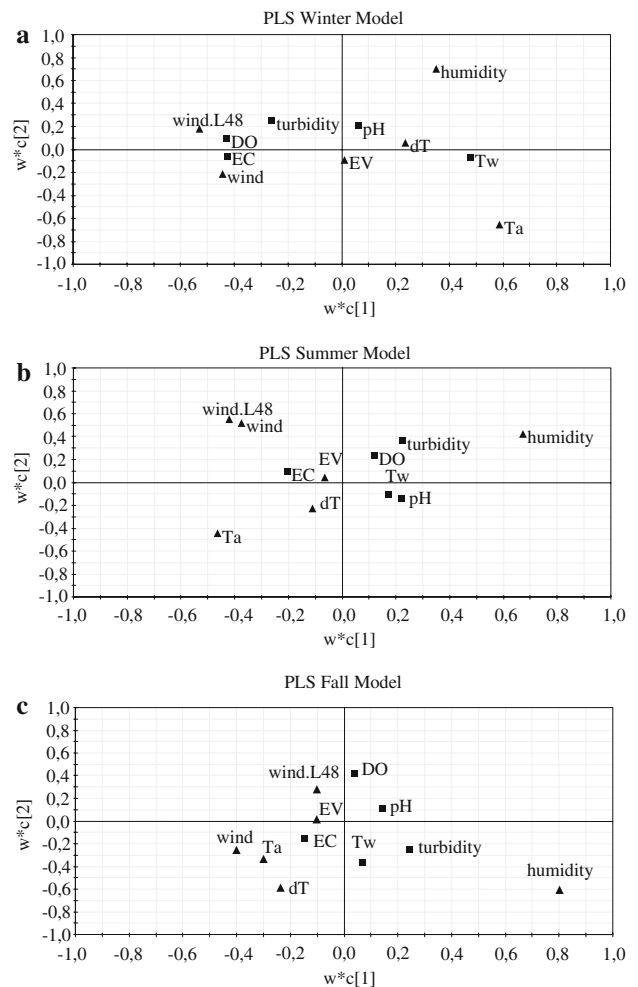 PLS Winter Model
a
1,0
0,8
0,6
0,4
0,2
0,0
-0,2
-0,4
-0,6
-0,8
-1,0
w*c[2]
humidity
wind.L48
turbidity
pH
DO
dT
EC
EV
Tw
wind
Ta
-1,0 -0,8 -0,6 -0,4 -0,2 0,0 0,2 0,4 0,6 0,8 1,0
w*c[1]
PLS Summer Model
b
1,0
0,8
0,6
0,4
0,2
0,0
-0,2
-0,4
-0,6
-0,8
-1,0
w*c[2]
wind.L48
wind
humidity
turbidity
EV
DO
EC
Tw
dT
pH
Ta
-1,0 -0,8 -0,6 -0,4 -0,2 0,0 0,2 0,4 0,6 0,8 1,0
w*c[1]
PLS Fall Model
c
1,0
0,8
0,6
0,4
0,2
0,0
-0,2
-0,4
-0,6
-0,8
-1,0
w*c[2]
wind.L48
DO
EV
pH
wind
EC
Tw
turbidity
Ta
dT
humidity
-1,0 -0,8 -0,6 -0,4 -0,2 0,0 0,2 0,4 0,6 0,8 1,0
w*c[1]